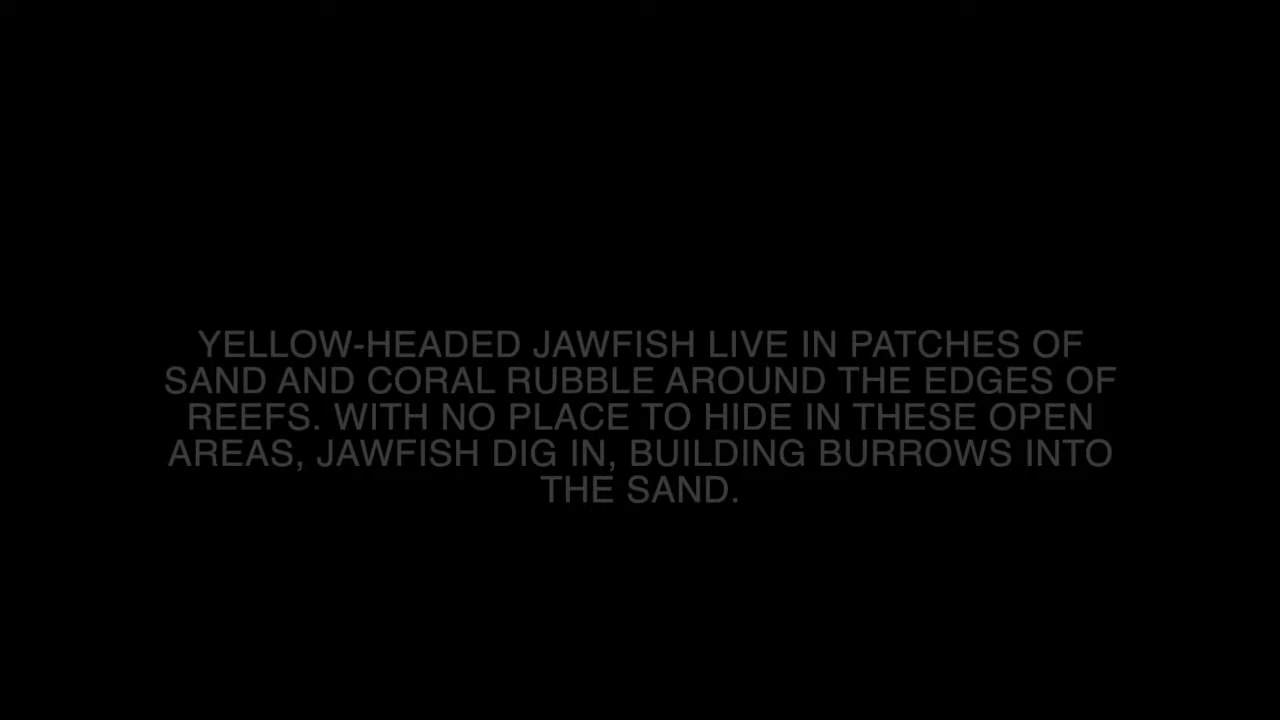 YELLOW-HEADED JAWFISH LIVE IN PATCHES OF
SAND AND CORAL RUBBLE AROUND THE EDGES OF
REEFS. WITH NO PLACE TO HIDE IN THESE OPEN
AREAS, JAWFISH DIG IN, BUILDING BURROWS INTO
THE SAND.